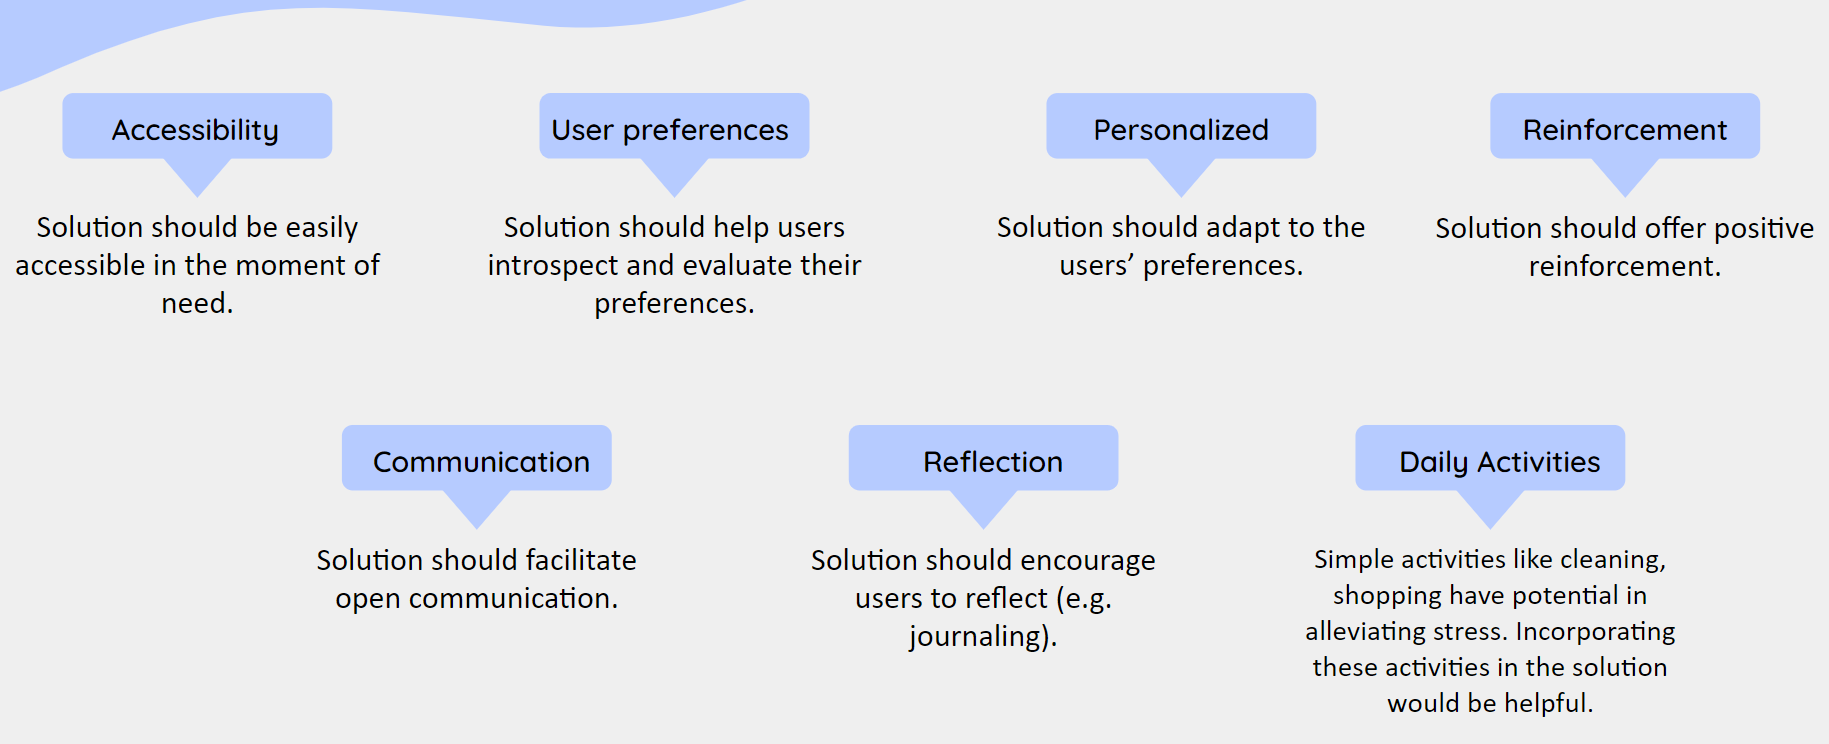 Accessibility
Solution should be easily
accessible in the moment of
need.
User preferences
Solution should help users
introspect and evaluate their
preferences.
Personalized
Solution should adapt to the
users’ preferences.
Reinforcement
Solution should offer positive
reinforcement.
Communication
Solution should facilitate
open communication.
Reflection
Solution should encourage
users to reflect (e.g.
journaling).
Daily Activities
Simple activities like cleaning,
shopping have potential in
alleviating stress. Incorporating
these activities in the solution
would be helpful.